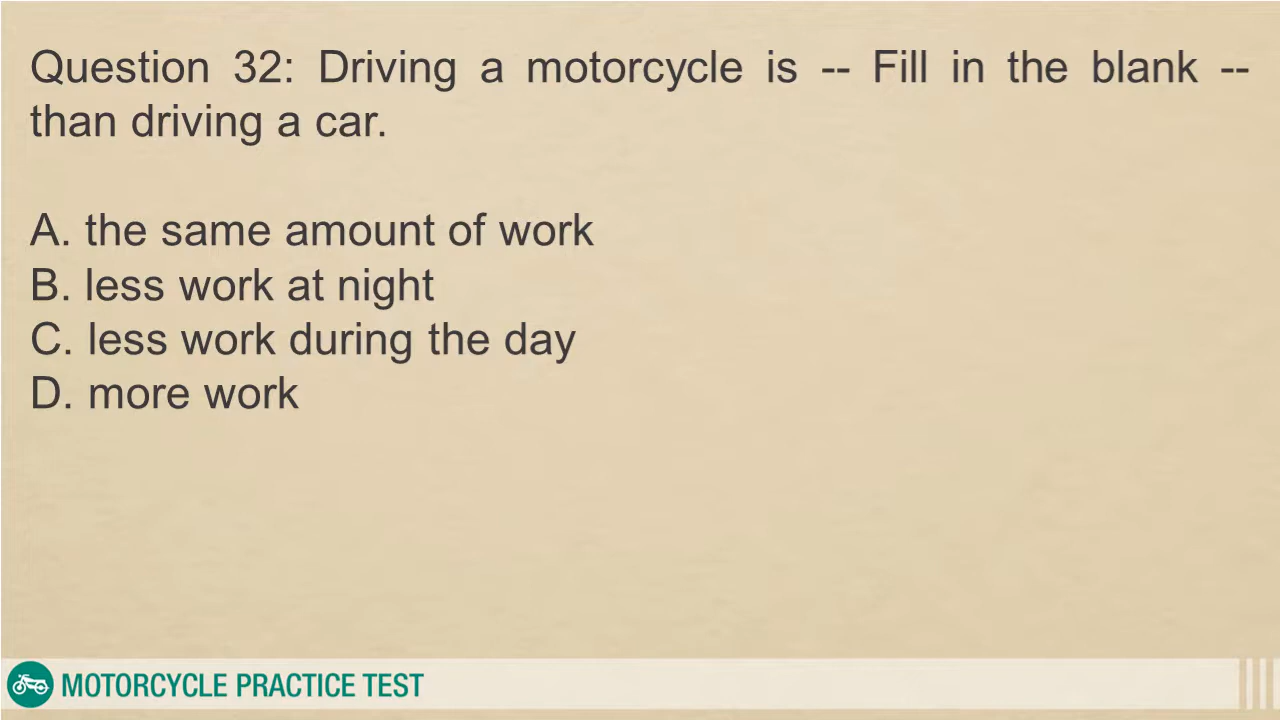 Question 32: Driving a motorcycle is -- Fill in the blank --
than driving a car.
A. the same amount of work
B. less work at night
C. less work during the day
D. more work
MOTORCYCLE PRACTICE TEST